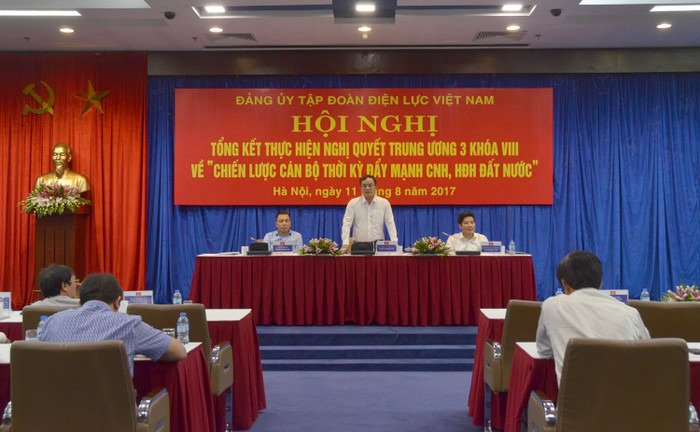 ĐẢNG ỦY TẬP ĐOÀN ĐIỆN LỰC VIỆT NAM
HỘI NGHỊ
TỔNG KẾT THỰC HIỆN NGHỊ QUYẾT TRUNG ƯƠNG 3 KHÓA VIII
VỀ "CHIẾN LƯỢC CÁN BỘ THỜI KỲ ĐẨY MẠNH CNH, HĐH ĐẤT NƯỚC"
Hà Nội, ngày 11 8 năm 2017